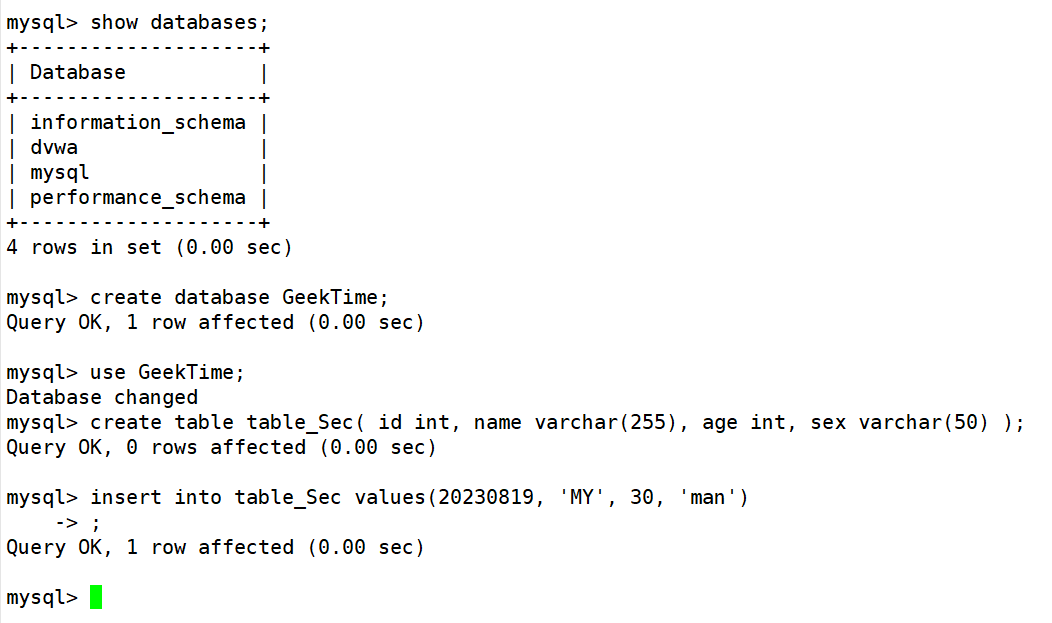 mysql> show databases;
+--------------------+
| Database           |
+--------------------+
| information_schema |
| dvwa               |
| mysql              |
| performance_schema |
+--------------------+
4 rows in set (0.00 sec)
mysql> create database GeekTime;
Query OK, 1 row affected (0.00 sec)
mysql> use GeekTime;
Database changed
mysql> create table table_Sec( id int, name varchar(255), age int, sex varchar(50) );
Query OK, 0 rows affected (0.00 sec)
mysql> insert into table_Sec values(20230819, 'MY', 30, 'man')
    -> ;
Query OK, 1 row affected (0.00 sec)
mysql>